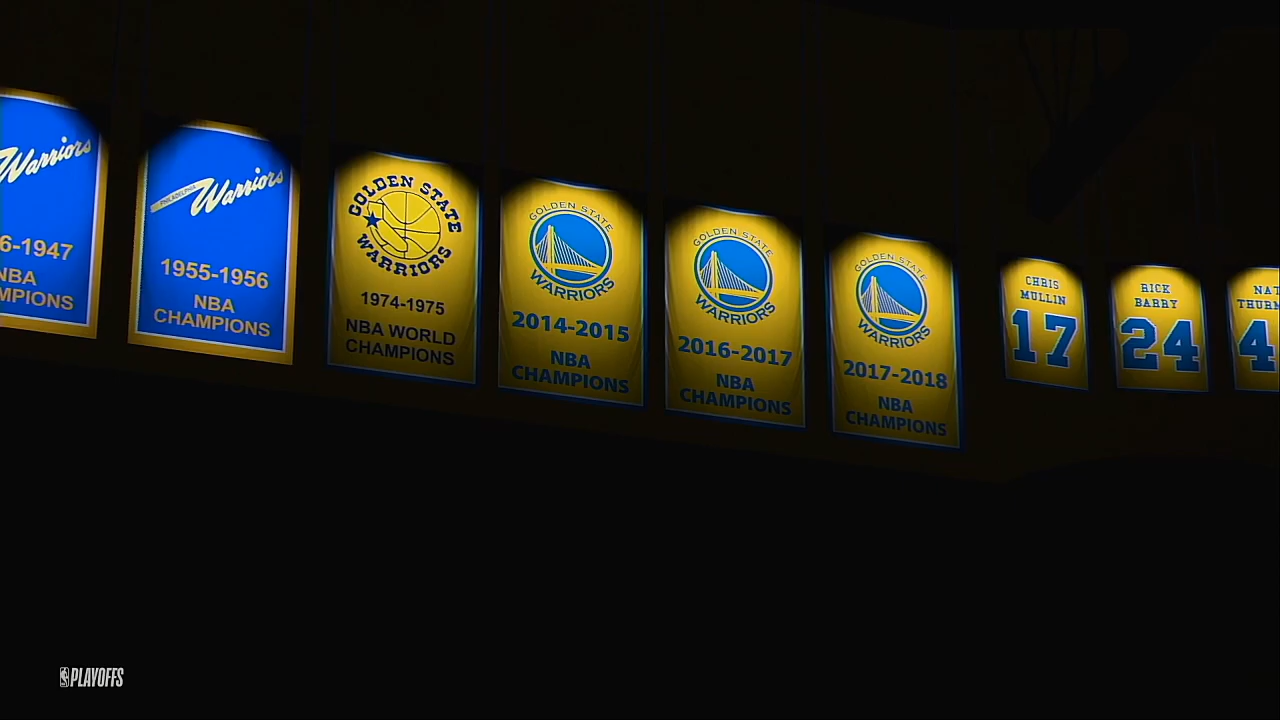 Warriors
6-1947
NBA
MPIONS
PHILADELPHIA
Warriors
1955-1956
NBA
CHAMPIONS
GOLDEN STATE
WARRIORS
1974-1975
NBA WORLD
CHAMPIONS
GOLDEN STATE
WARRIORS
2014-2015
NBA
CHAMPIONS
GOLDEN STATE
WARRIORS
2016-2017
NBA
CHAMPIONS
GOLDEN STATE
WARRIORS
2017-2018
NBA
CHAMPIONS
CHRIS
MULLIN
17
RICK
BARRY
24
NAT
THURM
4
PLAYOFFS